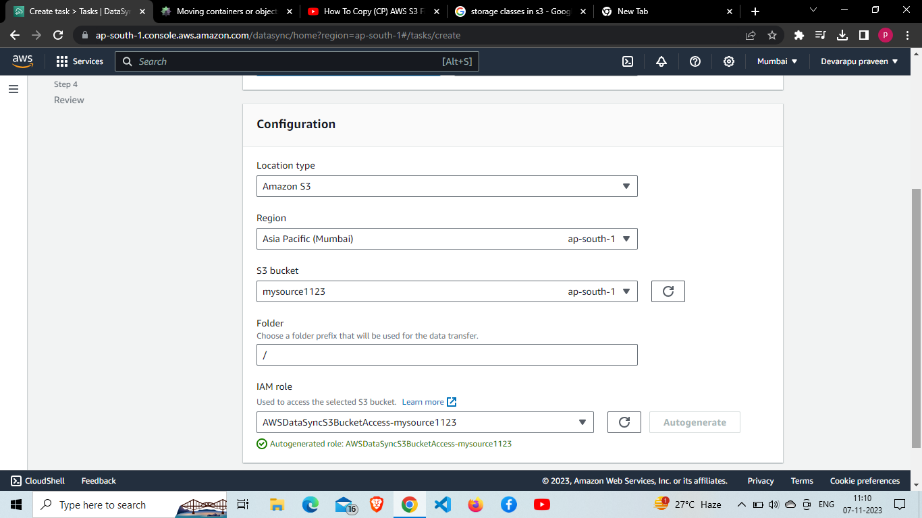 Create task > Tasks | DataSy
Moving containers or object
How To Copy (CP) AWS S3 F
storage classes in s3 - Goog
New Tab
ap-south-1.console.aws.amazon.com/datasync/home?region=ap-south-1#/tasks/create
P
aws
Services
Search
[Alt+S]
Mumbai
Devarapu praveen
Step 4
Review
Configuration
Location type
Amazon S3
Region
Asia Pacific (Mumbai) ap-south-1
S3 bucket
mysource1123 ap-south-1
Folder
Choose a folder prefix that will be used for the data transfer.
/
IAM role
Used to access the selected S3 bucket. Learn more
AWSDataSyncS3BucketAccess-mysource1123
Autogenerate
Autogenerated role: AWSDataSyncS3BucketAccess-mysource1123
CloudShell Feedback © 2023, Amazon Web Services, Inc. or its affiliates. Privacy Terms Cookie preferences
Type here to search
16
27°C Haze
ENG
11:10
07-11-2023